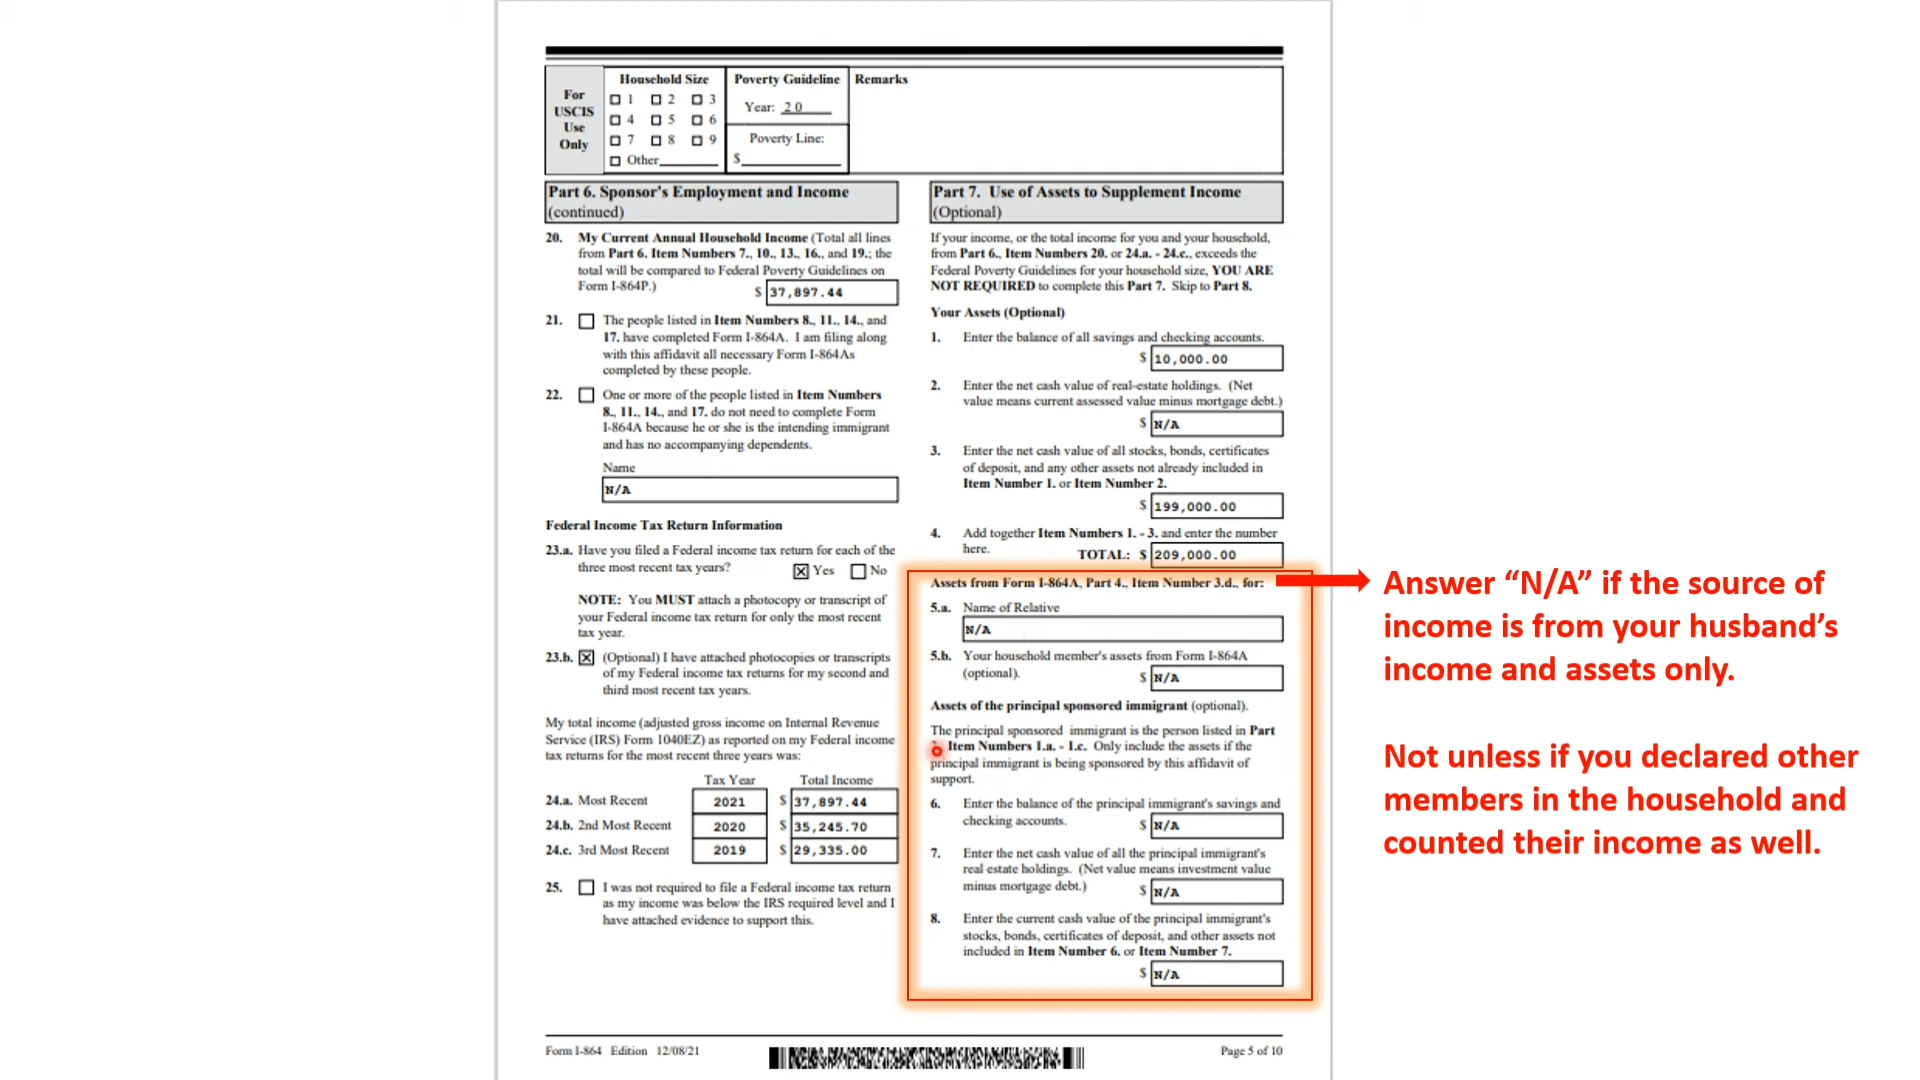 For
USCIS
Use
Only
Household Size
1 2 3
4 5 6
7 8 9
Other
Poverty Guideline
Year: 20
Poverty Line:
$
Remarks
Part 6. Sponsor's Employment and Income
(continued)
20. My Current Annual Household Income (Total all lines
from Part 6. Item Numbers 7., 10., 13., 16., and 19.; the
total will be compared to Federal Poverty Guidelines on
Form I-864P.)
$ 37,897.44
21. The people listed in Item Numbers 8., 11., 14., and
17. have completed Form I-864A. I am filing along
with this affidavit all necessary Form I-864As
completed by these people.
22. One or more of the people listed in Item Numbers
8., 11., 14., and 17. do not need to complete Form
I-864A because he or she is the intending immigrant
and has no accompanying dependents.
Name
N/A
Federal Income Tax Return Information
23.a. Have you filed a Federal income tax return for each of the
three most recent tax years? Yes No
NOTE: You MUST attach a photocopy or transcript of
your Federal income tax return for only the most recent
tax year.
23.b. (Optional) I have attached photocopies or transcripts
of my Federal income tax returns for my second and
third most recent tax years.
My total income (adjusted gross income on Internal Revenue
Service (IRS) Form 1040EZ) as reported on my Federal income
tax returns for the most recent three years was:
Tax Year Total Income
24.a. Most Recent 2021 $ 37,897.44
24.b. 2nd Most Recent 2020 $ 35,245.70
24.c. 3rd Most Recent 2019 $ 29,335.00
25. I was not required to file a Federal income tax return
as my income was below the IRS required level and I
have attached evidence to support this.
Part 7. Use of Assets to Supplement Income
(Optional)
If your income, or the total income for you and your household,
from Part 6., Item Numbers 20. or 24.a. - 24.c., exceeds the
Federal Poverty Guidelines for your household size, YOU ARE
NOT REQUIRED to complete this Part 7. Skip to Part 8.
Your Assets (Optional)
1. Enter the balance of all savings and checking accounts.
$ 10,000.00
2. Enter the net cash value of real-estate holdings. (Net
value means current assessed value minus mortgage debt.)
$ N/A
3. Enter the net cash value of all stocks, bonds, certificates
of deposit, and any other assets not already included in
Item Number 1. or Item Number 2.
$ 199,000.00
4. Add together Item Numbers 1. - 3. and enter the number
here. TOTAL: $ 209,000.00
Assets from Form I-864A, Part 4., Item Number 3.d., for:
5.a. Name of Relative
N/A
5.b. Your household member's assets from Form I-864A
(optional). $ N/A
Assets of the principal sponsored immigrant (optional).
The principal sponsored immigrant is the person listed in Part
Item Numbers 1.a. - 1.c. Only include the assets if the
principal immigrant is being sponsored by this affidavit of
support.
6. Enter the balance of the principal immigrant's savings and
checking accounts. $ N/A
7. Enter the net cash value of all the principal immigrant's
real estate holdings. (Net value means investment value
minus mortgage debt.) $ N/A
8. Enter the current cash value of the principal immigrant's
stocks, bonds, certificates of deposit, and other assets not
included in Item Number 6. or Item Number 7.
$ N/A
Form I-864 Edition 12/08/21
Page 5 of 10
Answer “N/A” if the source of
income is from your husband’s
income and assets only.
Not unless if you declared other
members in the household and
counted their income as well.